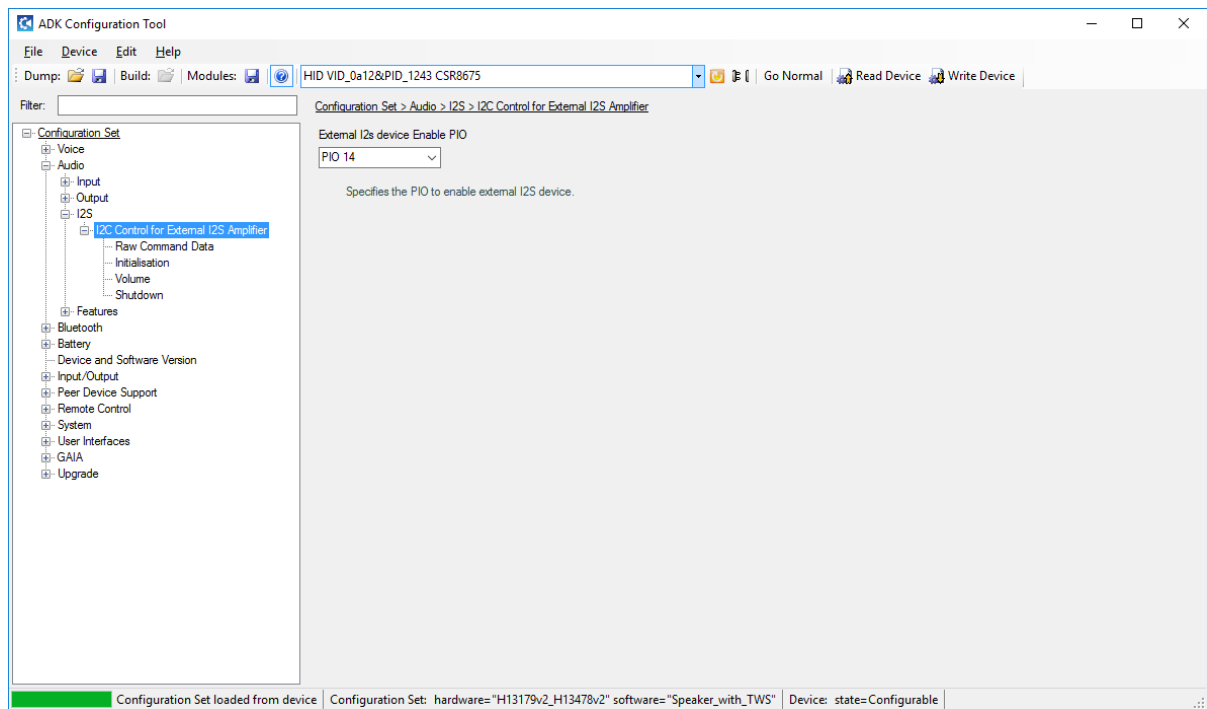 ADK Configuration Tool
File Device Edit Help
Dump: Build: Modules: HID VID_0a12&PID_1243 CSR8675 Go Normal Read Device Write Device
Filter:
Configuration Set > Audio > I2S > I2C Control for External I2S Amplifier
Configuration Set
Voice
Audio
Input
Output
I2S
I2C Control for External I2S Amplifier
Raw Command Data
Initialisation
Volume
Shutdown
Features
Bluetooth
Battery
Device and Software Version
Input/Output
Peer Device Support
Remote Control
System
User Interfaces
GAIA
Upgrade
External I2s device Enable PIO
PIO 14
Specifies the PIO to enable external I2S device.
Configuration Set loaded from device Configuration Set: hardware="H13179v2_H13478v2" software="Speaker_with_TWS" Device: state=Configurable